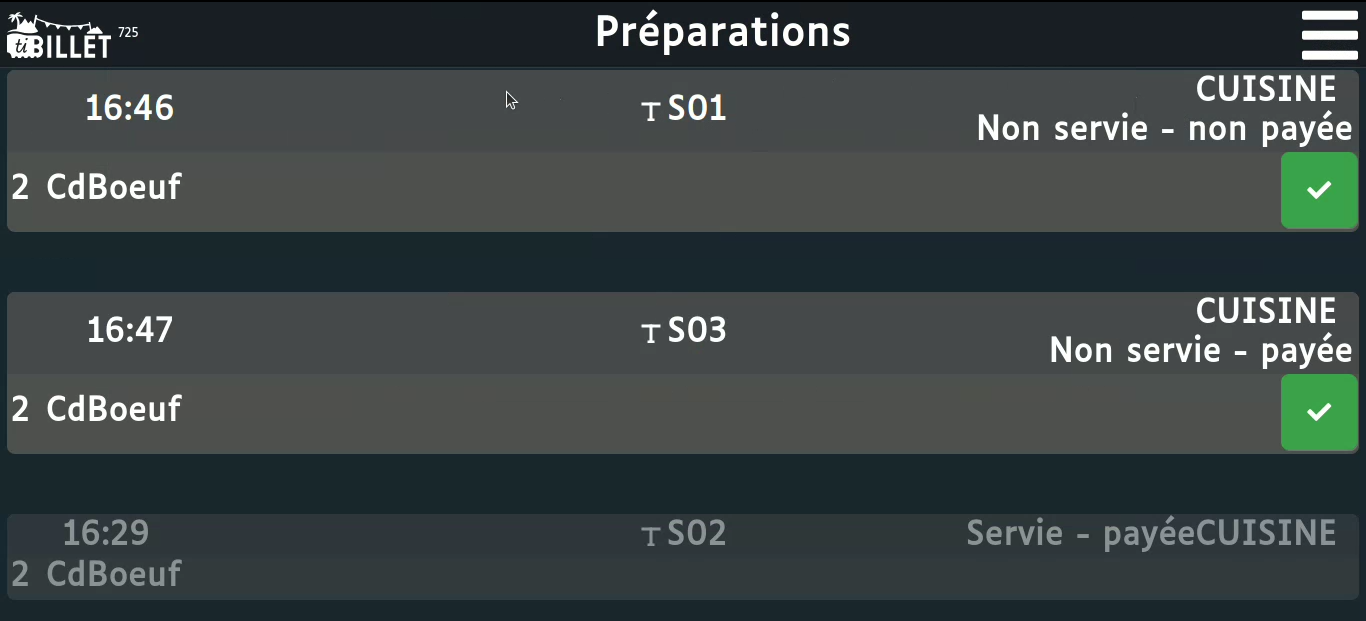 tiBILLET 725
Préparations
16:46
S01
CUISINE
Non servie - non payée
2 CdBoeuf
16:47
S03
CUISINE
Non servie - payée
2 CdBoeuf
16:29
S02
Servie - payéeCUISINE
2 CdBoeuf